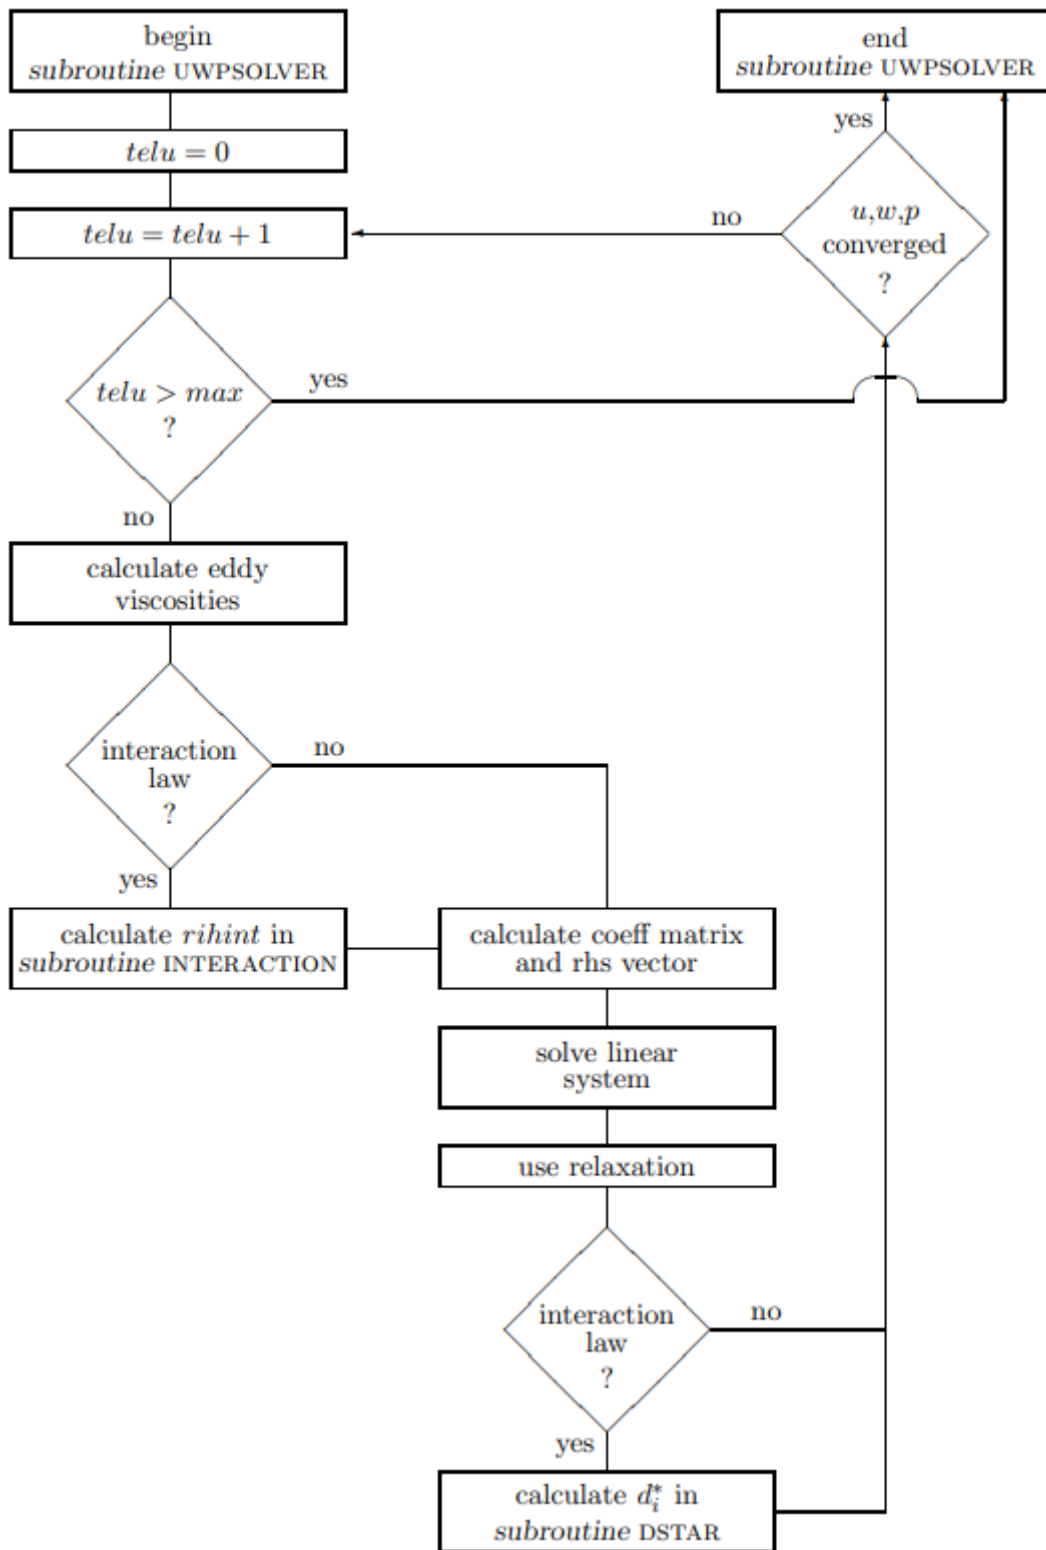 begin
subroutine UWPSOLVER
end
subroutine UWPSOLVER
yes
telu = 0
u,w,p
converged
?
no
telu = telu + 1
telu > max
?
yes
no
calculate eddy
viscosities
interaction
law
?
no
yes
calculate rihint in
subroutine INTERACTION
calculate coeff matrix
and rhs vector
solve linear
system
use relaxation
interaction
law
?
no
yes
calculate d_i^* in
subroutine DSTAR